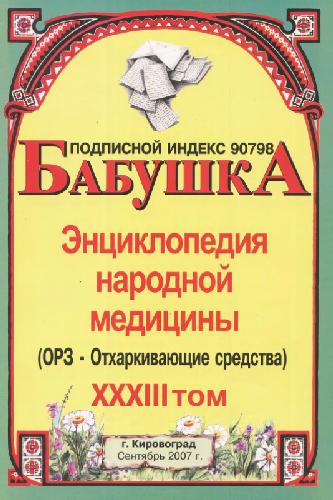 ПОДПИСНОЙ ИНДЕКС 90798
БАБУШКА
Энциклопедия
народной
медицины
(ОРЗ - Отхаркивающие средства)
XXXIII том
г. Кировоград
Сентябрь 2007 г.